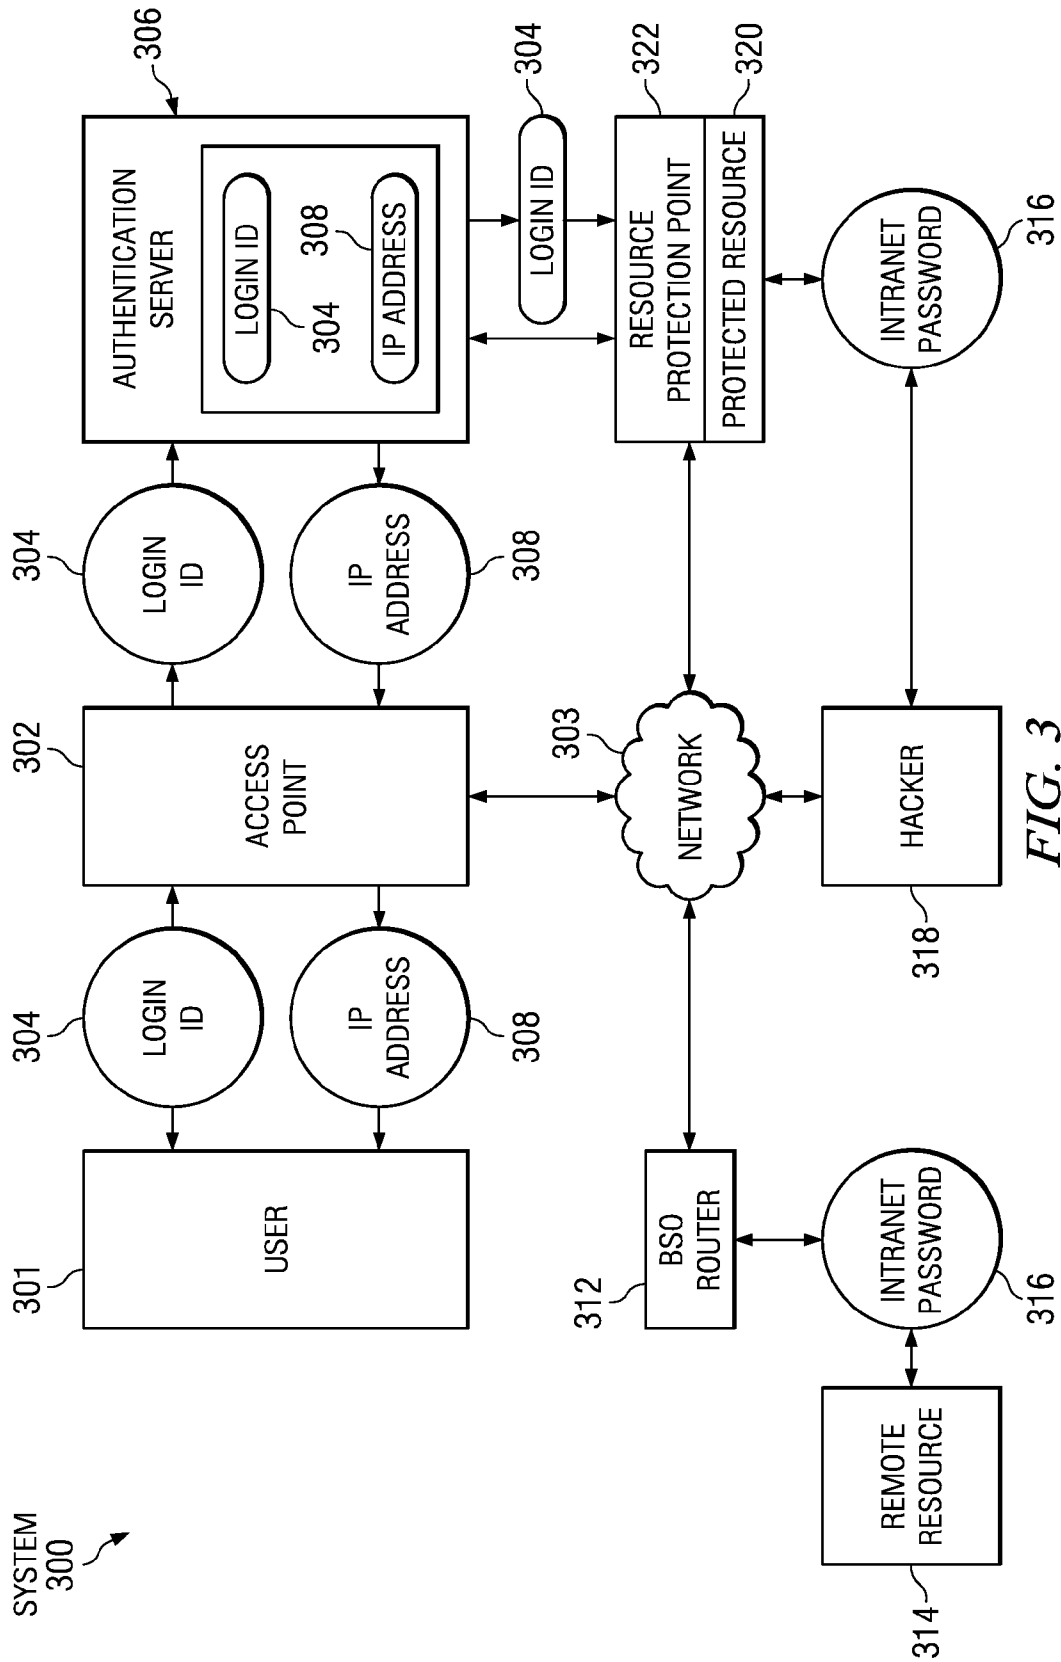 SYSTEM
300
301
USER
304
LOGIN
ID
IP
ADDRESS
308
302
ACCESS
POINT
304
LOGIN
ID
IP
ADDRESS
308
306
AUTHENTICATION
SERVER
LOGIN ID
304
308
IP ADDRESS
304
LOGIN ID
322
320
RESOURCE
PROTECTION POINT
PROTECTED RESOURCE
303
NETWORK
312
BSO
ROUTER
314
REMOTE
RESOURCE
INTRANET
PASSWORD
316
318
HACKER
INTRANET
PASSWORD
316
FIG. 3